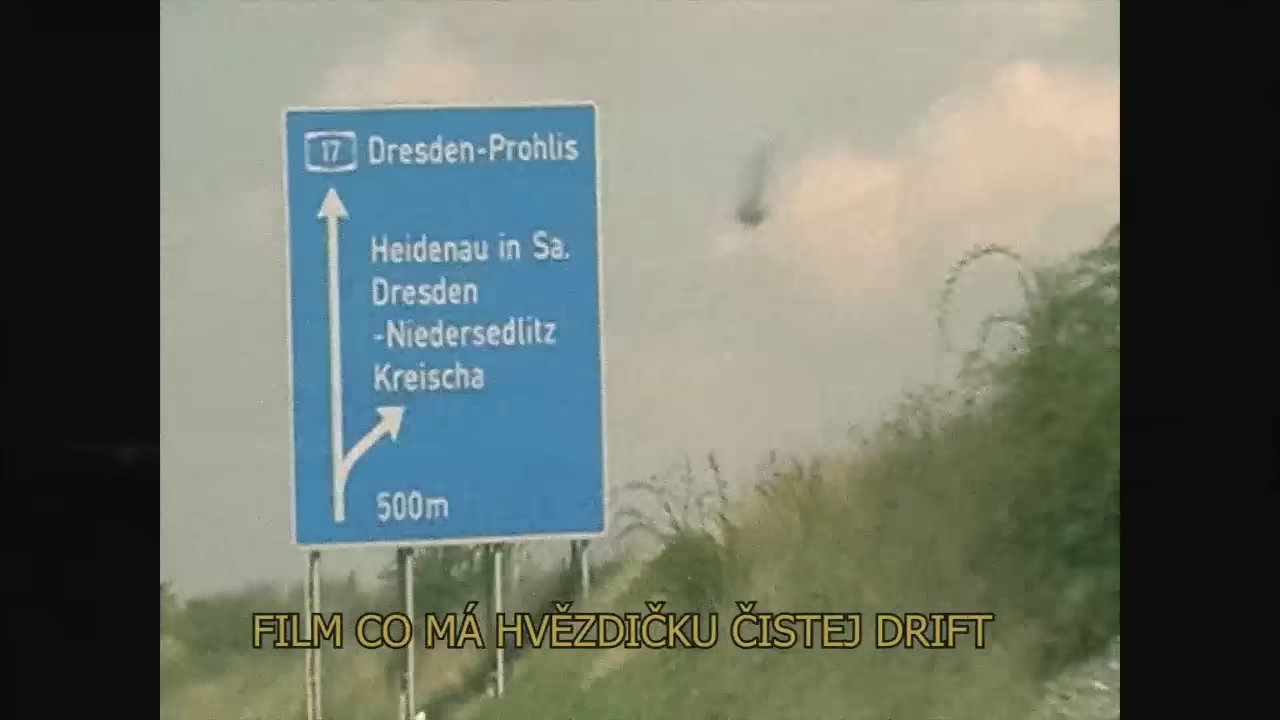 17 Dresden-Prohlis
Heidenau in Sa.
Dresden
-Niedersedlitz
Kreischa
500m
FILM CO MÁ HVĚZDIČKU ČISTEJ DRIFT